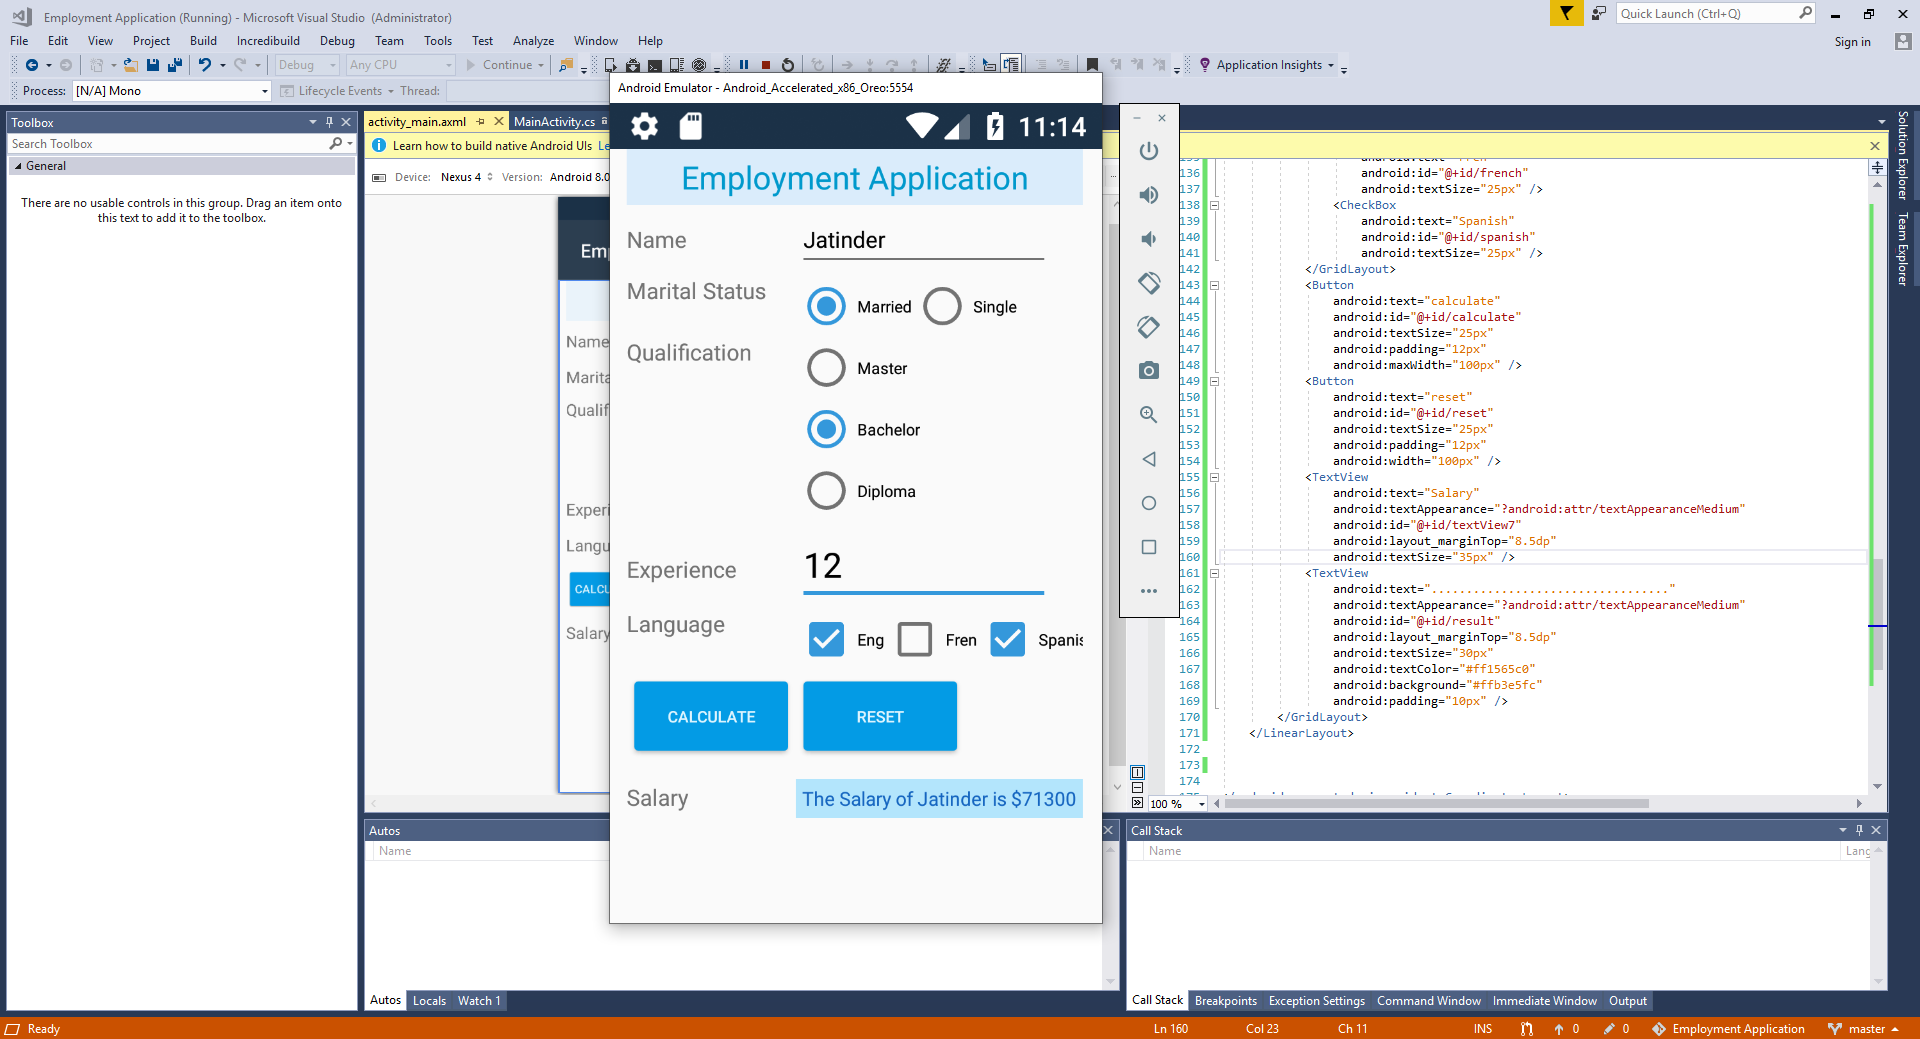 Employment Application (Running) - Microsoft Visual Studio (Administrator)
Quick Launch (Ctrl+Q)
File Edit View Project Build Incredibuild Debug Team Tools Test Analyze Window Help
Sign in
Debug Any CPU Continue Application Insights
Process: [N/A] Mono Lifecycle Events Thread:
Toolbox
Search Toolbox
General
There are no usable controls in this group. Drag an item onto
this text to add it to the toolbox.
activity_main.axml MainActivity.cs
Learn how to build native Android UIs
Device: Nexus 4 Version: Android 8.0
Name
Experi
CALCU
Salary
Android Emulator - Android_Accelerated_x86_Oreo:5554
11:14
Employment Application
Name Jatinder
Marital Status Married Single
Qualification Master
Bachelor
Diploma
Experience 12
Language Eng Fren Spanis
CALCULATE RESET
Salary The Salary of Jatinder is $71300
136 android:id="@+id/french"
137 android:textSize="25px" />
138 <CheckBox
139 android:text="Spanish"
140 android:id="@+id/spanish"
141 android:textSize="25px" />
142 </GridLayout>
143 <Button
144 android:text="calculate"
145 android:id="@+id/calculate"
146 android:textSize="25px"
147 android:padding="12px"
148 android:maxWidth="100px" />
149 <Button
150 android:text="reset"
151 android:id="@+id/reset"
152 android:textSize="25px"
153 android:padding="12px"
154 android:width="100px" />
155 <TextView
156 android:text="Salary"
157 android:textAppearance="?android:attr/textAppearanceMedium"
158 android:id="@+id/textView7"
159 android:layout_marginTop="8.5dp"
160 android:textSize="35px" />
161 <TextView
162 android:text=".................................."
163 android:textAppearance="?android:attr/textAppearanceMedium"
164 android:id="@+id/result"
165 android:layout_marginTop="8.5dp"
166 android:textSize="30px"
167 android:textColor="#ff1565c0"
168 android:background="#ffb3e5fc"
169 android:padding="10px" />
170 </GridLayout>
171 </LinearLayout>
172
173
174
100 %
Solution Explorer
Team Explorer
Autos
Name
Autos Locals Watch 1
Call Stack
Name Lang
Call Stack Breakpoints Exception Settings Command Window Immediate Window Output
Ready Ln 160 Col 23 Ch 11 INS 0 0 Employment Application master